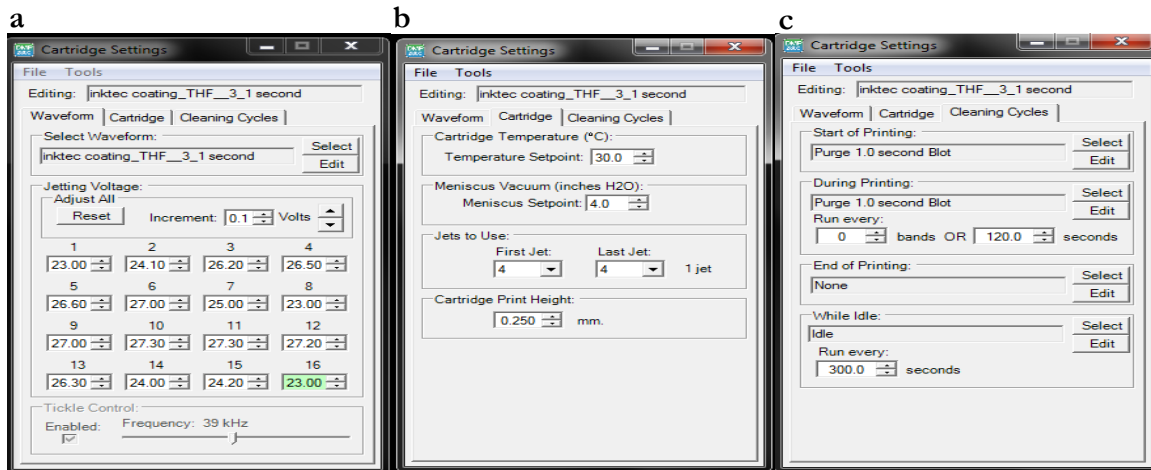 a
Cartridge Settings
File Tools
Editing: inktec coating_THF__3_1 second
Waveform Cartridge Cleaning Cycles
Select Waveform:
inktec coating_THF__3_1 second Select
Edit
Jetting Voltage:
Adjust All
Reset Increment: 0.1 Volts
1 2 3 4
23.00 24.10 26.20 26.50
5 6 7 8
26.60 27.00 25.00 23.00
9 10 11 12
27.00 27.30 27.30 27.20
13 14 15 16
26.30 24.00 24.20 23.00
Tickle Control:
Enabled: Frequency: 39 kHz
b
Cartridge Settings
File Tools
Editing: inktec coating_THF__3_1 second
Waveform Cartridge Cleaning Cycles
Cartridge Temperature (°C):
Temperature Setpoint: 30.0
Meniscus Vacuum (inches H2O):
Meniscus Setpoint: 4.0
Jets to Use:
First Jet: Last Jet:
4 4 1 jet
Cartridge Print Height:
0.250 mm.
c
Cartridge Settings
File Tools
Editing: inktec coating_THF__3_1 second
Waveform Cartridge Cleaning Cycles
Start of Printing:
Purge 1.0 second Blot Select
Edit
During Printing:
Purge 1.0 second Blot Select
Edit
Run every:
0 bands OR 120.0 seconds
End of Printing:
None Select
Edit
While Idle:
Idle Select
Edit
Run every:
300.0 seconds